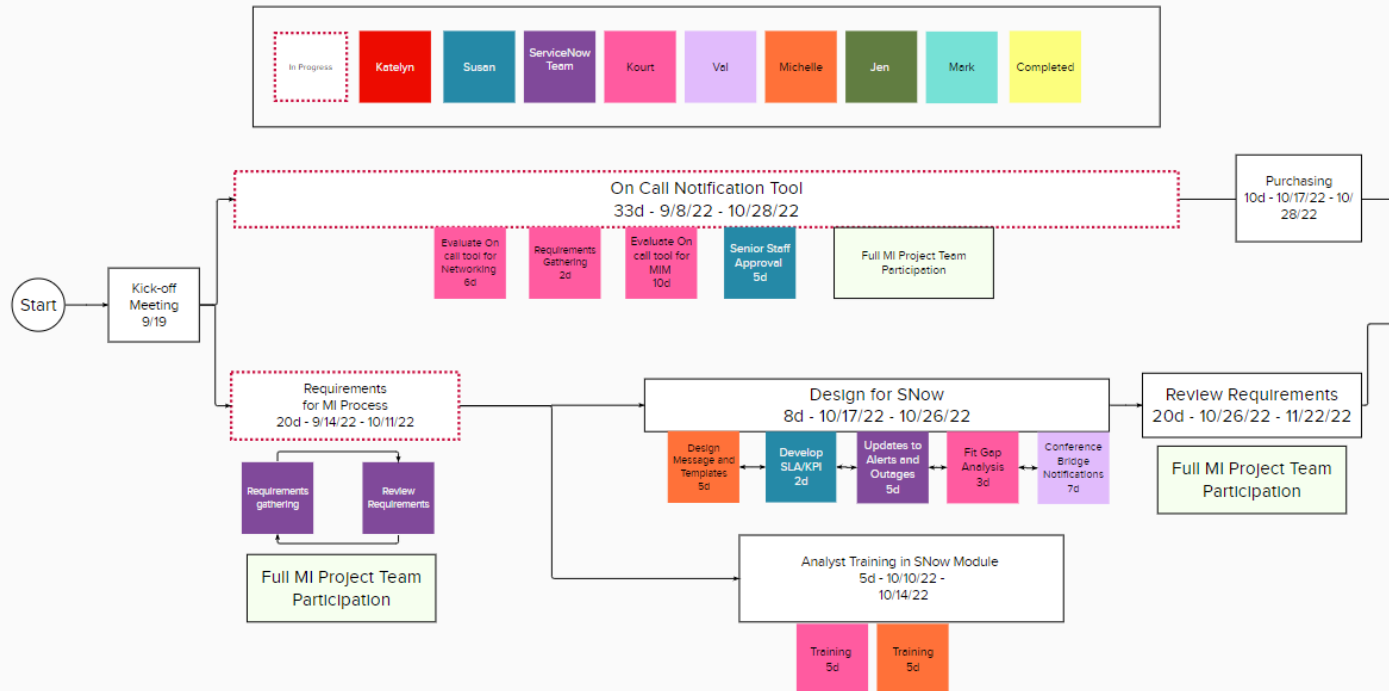 In Progress
Katelyn
Susan
ServiceNow
Team
Kourt
Val
Michelle
Jen
Mark
Completed
On Call Notification Tool
33d - 9/8/22 - 10/28/22
Purchasing
10d - 10/17/22 - 10/
28/22
Evaluate On
call tool for
Networking
6d
Requirements
Gathering
2d
Evaluate On
call tool for
MIM
10d
Senior Staff
Approval
5d
Full MI Project Team
Participation
Start
Kick-off
Meeting
9/19
Requirements
for MI Process
20d - 9/14/22 - 10/11/22
Design for SNow
8d - 10/17/22 - 10/26/22
Review Requirements
20d - 10/26/22 - 11/22/22
Design
Message and
Templates
5d
Develop
SLA/KPI
2d
Updates to
Alerts and
Outages
5d
Fit Gap
Analysis
3d
Conference
Bridge
Notifications
7d
Full MI Project Team
Participation
Requirements
gathering
Review
Requirements
Full MI Project Team
Participation
Analyst Training in SNow Module
5d - 10/10/22 -
10/14/22
Training
5d
Training
5d